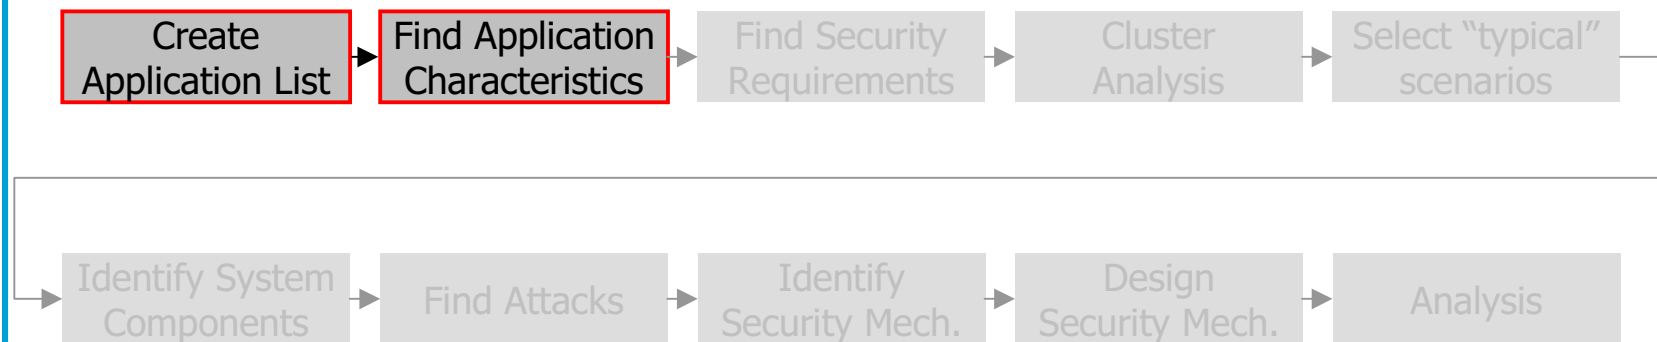 Create
Application List
Find Application
Characteristics
Find Security
Requirements
Cluster
Analysis
Select “typical”
scenarios
Identify System
Components
Find Attacks
Identify
Security Mech.
Design
Security Mech.
Analysis